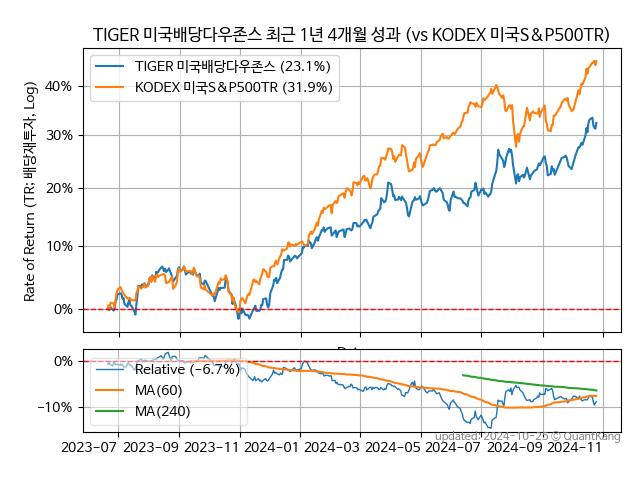 TIGER 미국배당다우존스 최근 1년 4개월 성과 (vs KODEX 미국S&P500TR)
Rate of Return (TR: 배당재투자, Log)
40%
30%
20%
10%
0%
TIGER 미국배당다우존스 (23.1%)
KODEX 미국S&P500TR (31.9%)
0%
−10%
Relative (−6.7%)
MA(60)
MA(240)
2023−07 2023−09 2023−11 2024−01 2024−03 2024−05 2024−07 2024−09 2024−11
updated: 2024−10−25 © QuantKang